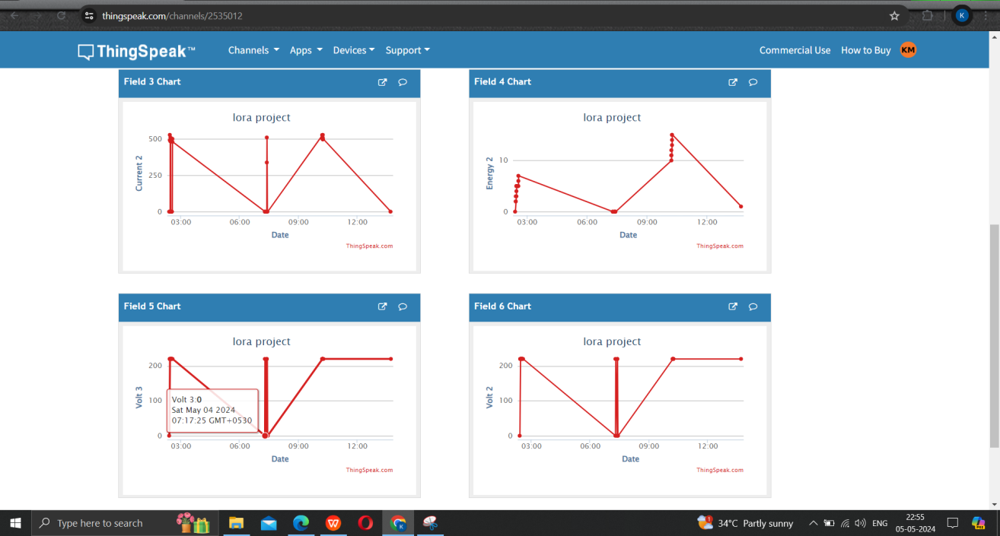 thingspeak.com/channels/2535012
K
ThingSpeak™
Channels
Apps
Devices
Support
Commercial Use
How to Buy
KM
Field 3 Chart
lora project
Current 2
500
250
0
03:00
06:00
09:00
12:00
Date
ThingSpeak.com
Field 4 Chart
lora project
Energy 2
10
0
03:00
06:00
09:00
12:00
Date
ThingSpeak.com
Field 5 Chart
lora project
Volt 3
200
100
0
Volt 3:0
Sat May 04 2024
07:17:25 GMT+0530
03:00
06:00
09:00
12:00
Date
ThingSpeak.com
Field 6 Chart
lora project
Volt 2
200
100
0
03:00
06:00
09:00
12:00
Date
ThingSpeak.com
Type here to search
1
34°C Partly sunny
ENG
22:55
05-05-2024